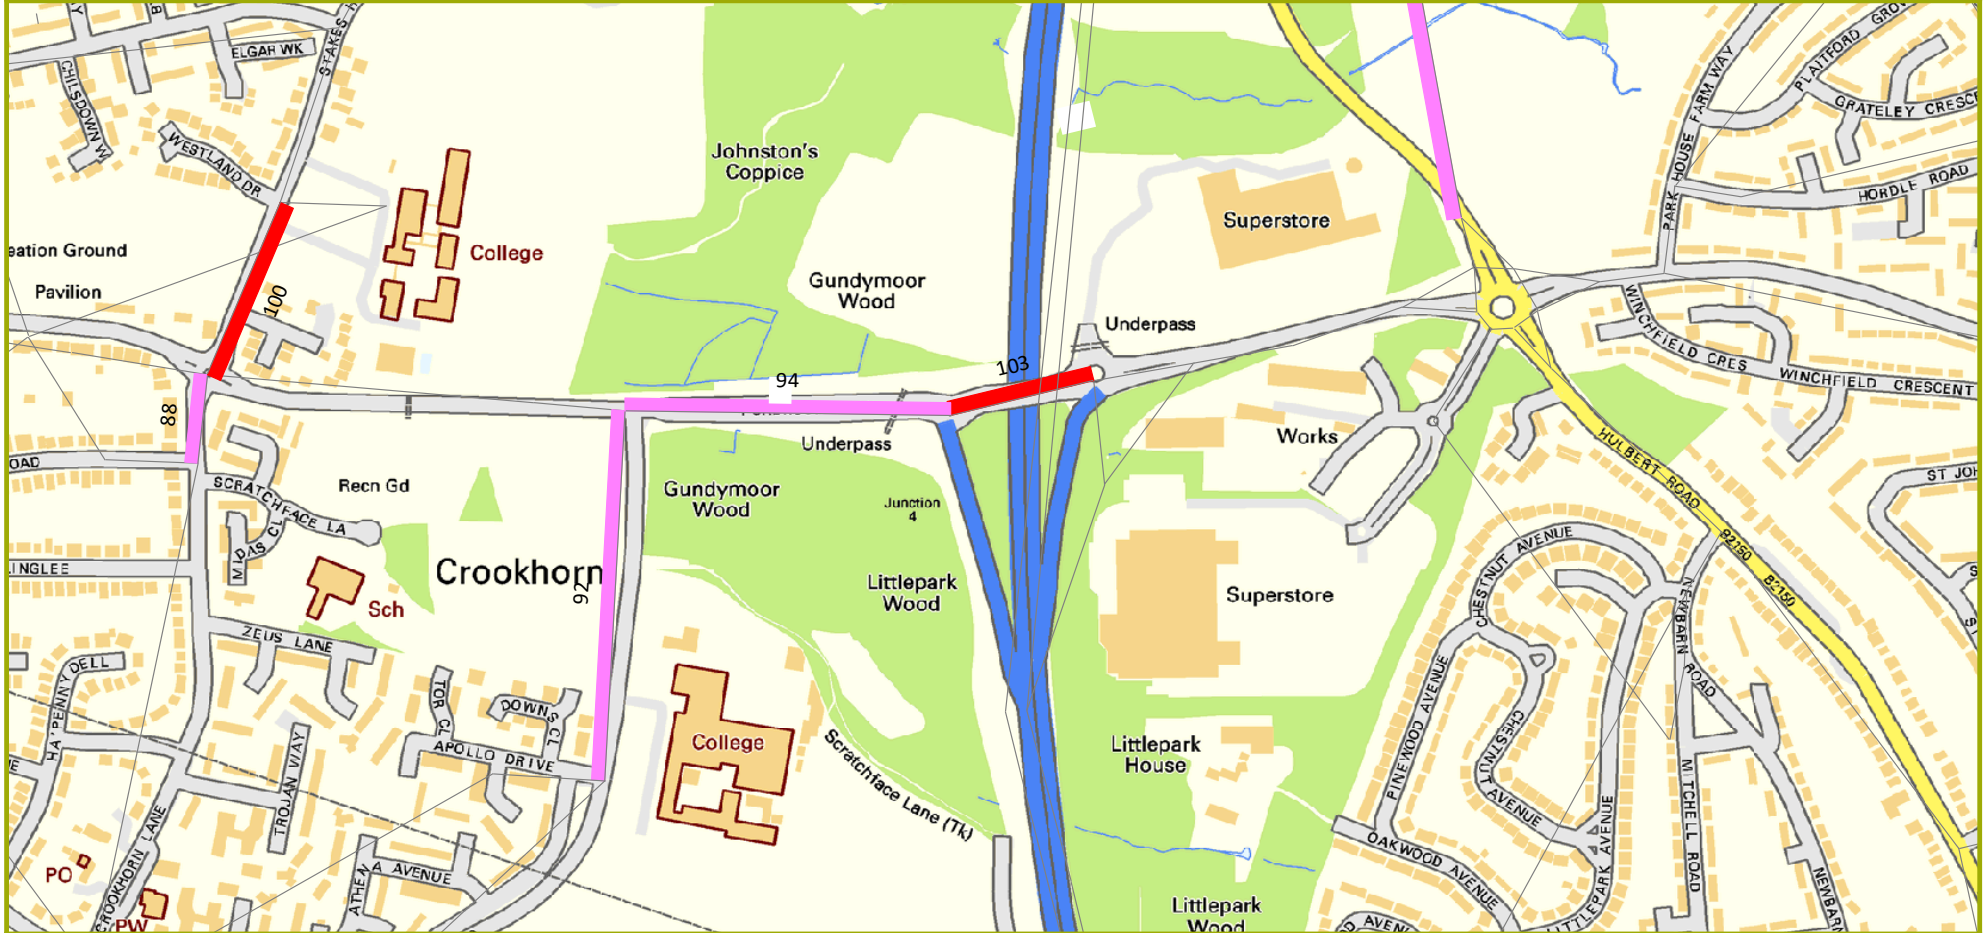 ELGAR WK
STAKES
CHILSDOWN W
WESTLAND DR
PLAITFORD
GRATELEY CRESCE
PARK HOUSE FARM WAY
HORDLE ROAD
Johnston's
Coppice
Superstore
eation Ground
College
Pavilion
100
Gundymoor
Wood
Underpass
WINCHFIELD CRES
WINCHFIELD CRESCENT
103
94
88
Underpass
Works
HULBERT ROAD
OAD
SCRATCHFACE LA
Recn Gd
MIDAS CL
Gundymoor
Wood
Junction
4
ST JOH
B2150
B2150
CHESTNUT AVENUE
LINGLEE
Crookhorn
92
Sch
Littlepark
Wood
Superstore
NEWBARN ROAD
ZEUS LANE
DELL
HA'PENNY
TOR CL
DOWNS CL
APOLLO DRIVE
College
TROJAN WAY
Scratchface Lane (Tk)
Littlepark
House
PINEWOOD AVENUE
CHESTNUT AVENUE
MITCHELL ROAD
OAKWOOD AVENUE
LITTLEPARK AVENUE
NEWBAR
PO
CROOKHORN LANE
PW
ATHENA AVENUE
Littlepark
Wood
AVEN